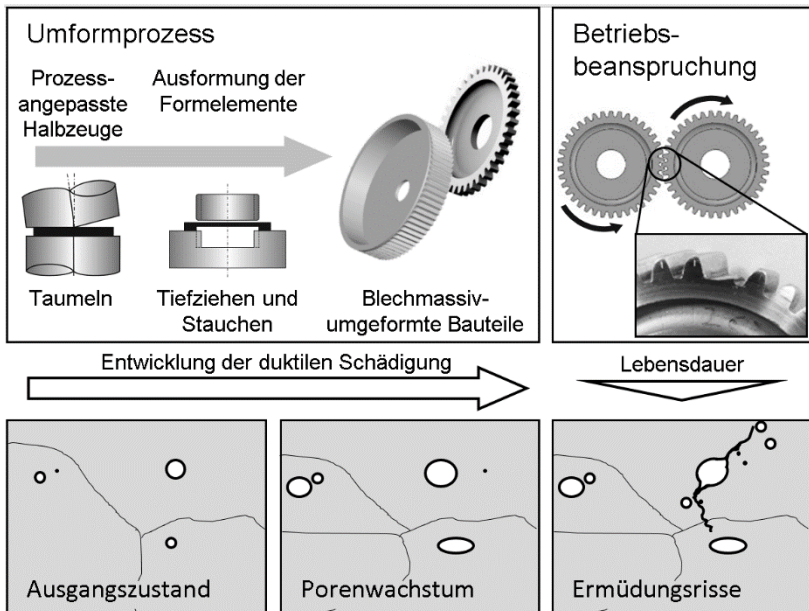 Umformprozess
Prozess-
angepasste
Halbzeuge
Ausformung der
Formelemente
Taumeln
Tiefziehen und
Stauchen
Blechmassiv-
umgeformte Bauteile
Betriebs-
beanspruchung
Entwicklung der duktilen Schädigung
Lebensdauer
Ausgangszustand
Porenwachstum
Ermüdungsrisse